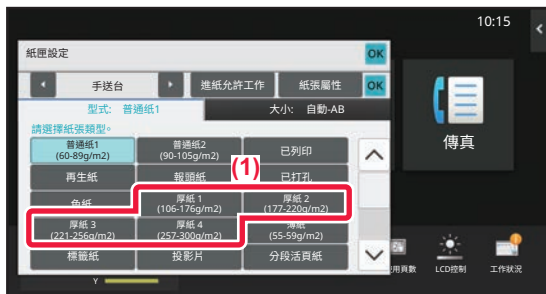 10:15
紙匣設定
OK
手送台
進紙允許工作
紙張屬性
OK
型式: 普通紙1
大小: 自動-AB
請選擇紙張類型。
普通紙1
(60-89g/m2)
普通紙2
(90-105g/m2)
已列印
再生紙
報頭紙
(1)
已打孔
色紙
厚紙 1
(106-176g/m2)
厚紙 2
(177-220g/m2)
厚紙 3
(221-256g/m2)
厚紙 4
(257-300g/m2)
薄紙
(55-59g/m2)
標籤紙
投影片
分段活頁紙
傳真
用頁數
LCD控制
工作狀況
Y